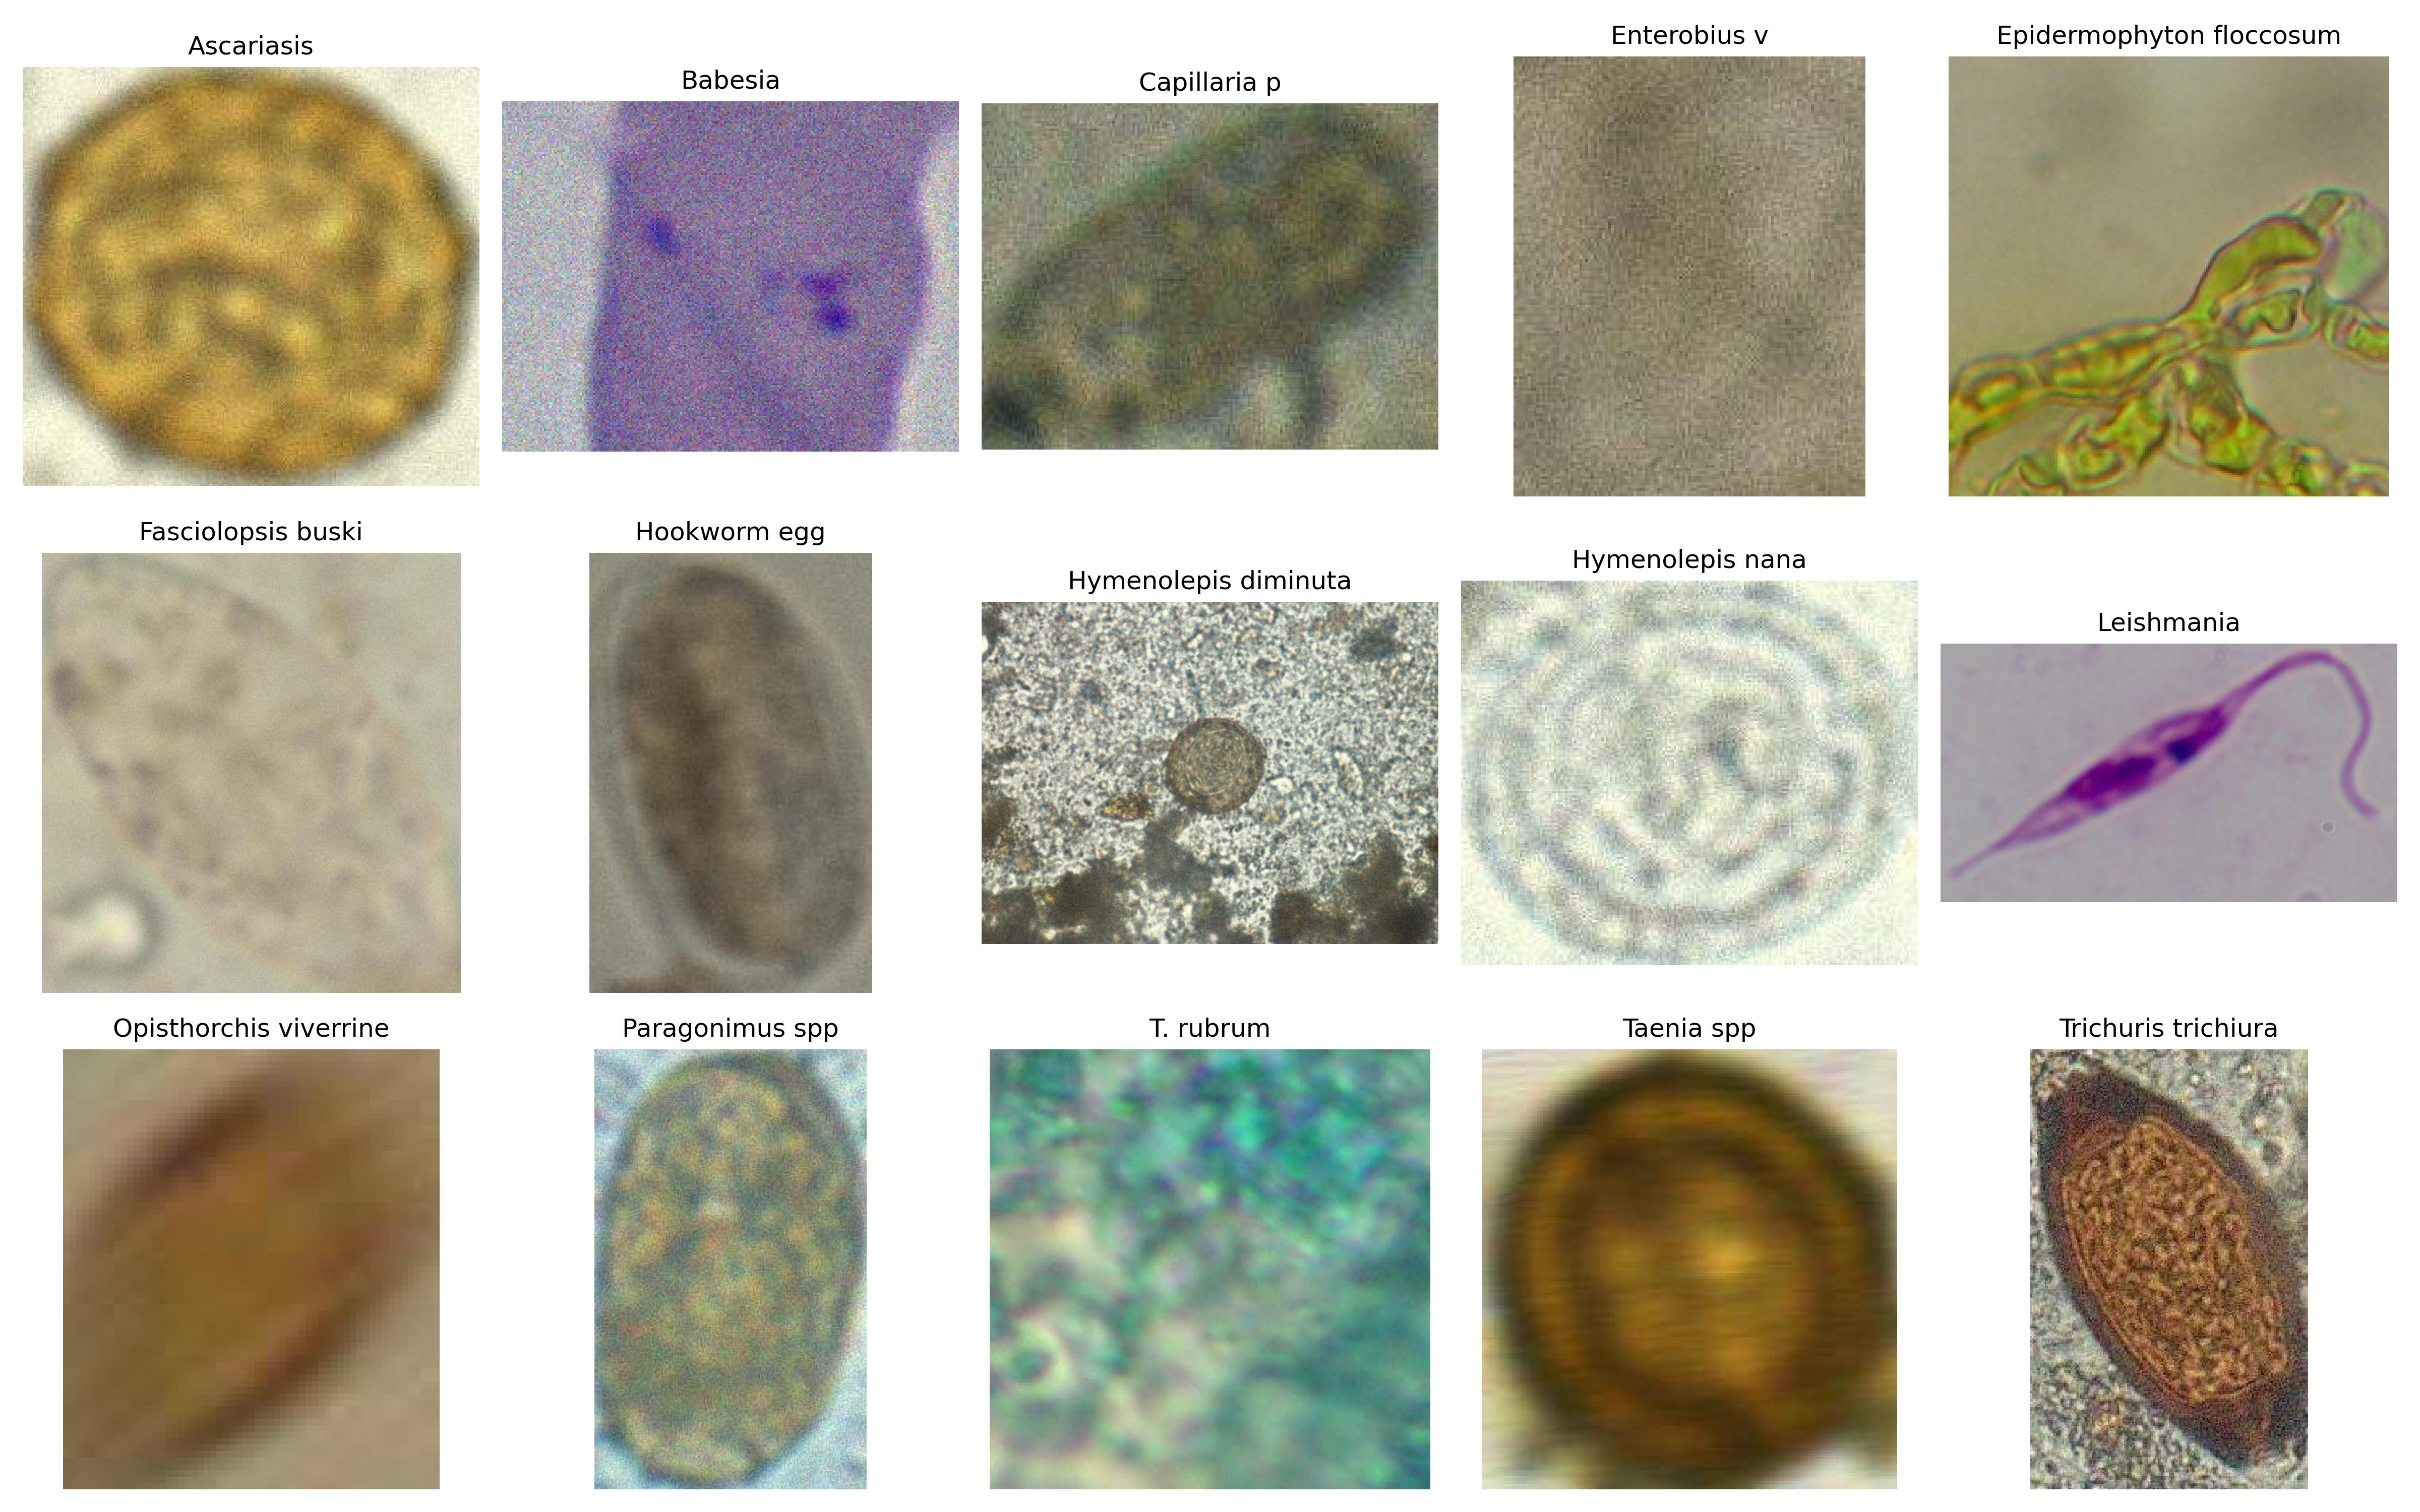 Ascariasis
Babesia
Capillaria p
Enterobius v
Epidermophyton floccosum
Fasciolopsis buski
Hookworm egg
Hymenolepis diminuta
Hymenolepis nana
Leishmania
Opisthorchis viverrine
Paragonimus spp
T. rubrum
Taenia spp
Trichuris trichiura